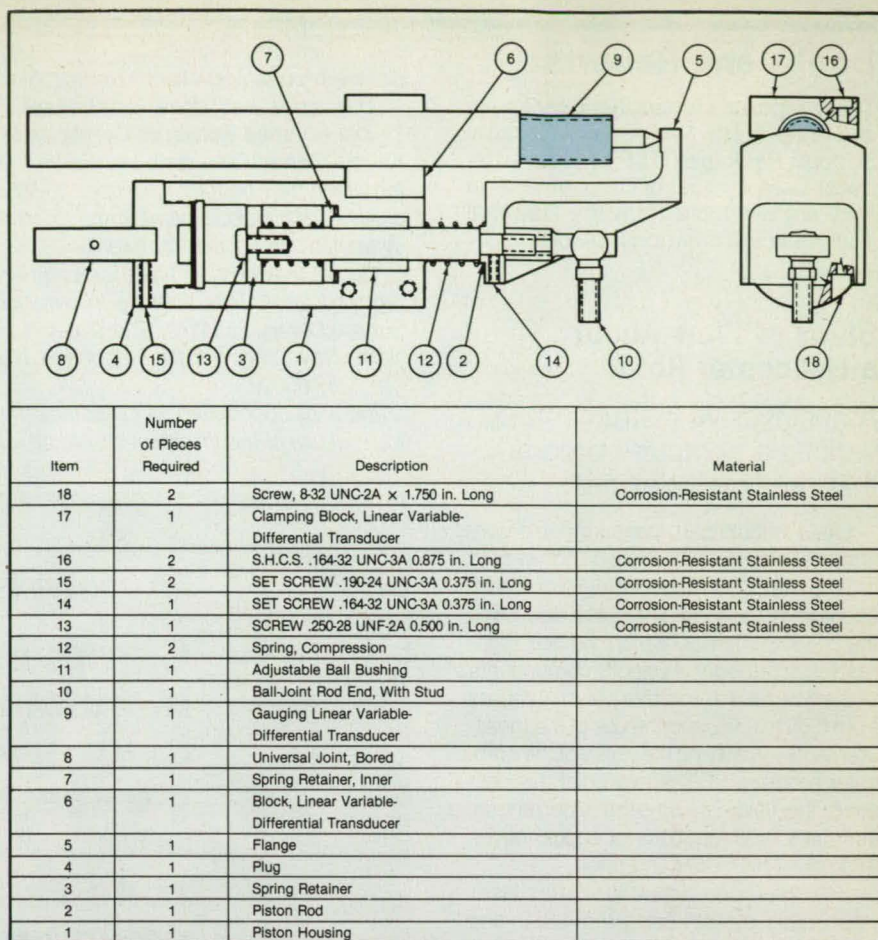 7
6
9
5
17
16
8
4
15
13
3
1
11
12
2
14
10
18
Item
Number
of Pieces
Required
Description
Material
18 2 Screw, 8-32 UNC-2A × 1.750 in. Long Corrosion-Resistant Stainless Steel
17 1 Clamping Block, Linear Variable-
Differential Transducer
16 2 S.H.C.S. .164-32 UNC-3A 0.875 in. Long Corrosion-Resistant Stainless Steel
15 2 SET SCREW .190-24 UNC-3A 0.375 in. Long Corrosion-Resistant Stainless Steel
14 1 SET SCREW .164-32 UNC-3A 0.375 in. Long Corrosion-Resistant Stainless Steel
13 1 SCREW .250-28 UNF-2A 0.500 in. Long Corrosion-Resistant Stainless Steel
12 2 Spring, Compression
11 1 Adjustable Ball Bushing
10 1 Ball-Joint Rod End, With Stud
9 1 Gauging Linear Variable-
Differential Transducer
8 1 Universal Joint, Bored
7 1 Spring Retainer, Inner
6 1 Block, Linear Variable-
Differential Transducer
5 1 Flange
4 1 Plug
3 1 Spring Retainer
2 1 Piston Rod
1 1 Piston Housing